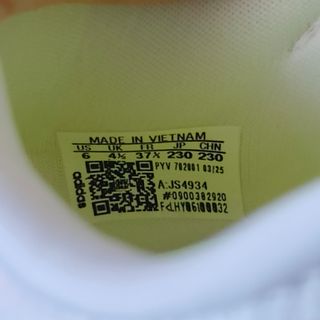 MADE IN VIETNAM
US UK FR JP CHN
6 4½ 37⅓ 230 230
PYV 702001 03/25
A:JS4934
#0900382920
adidas